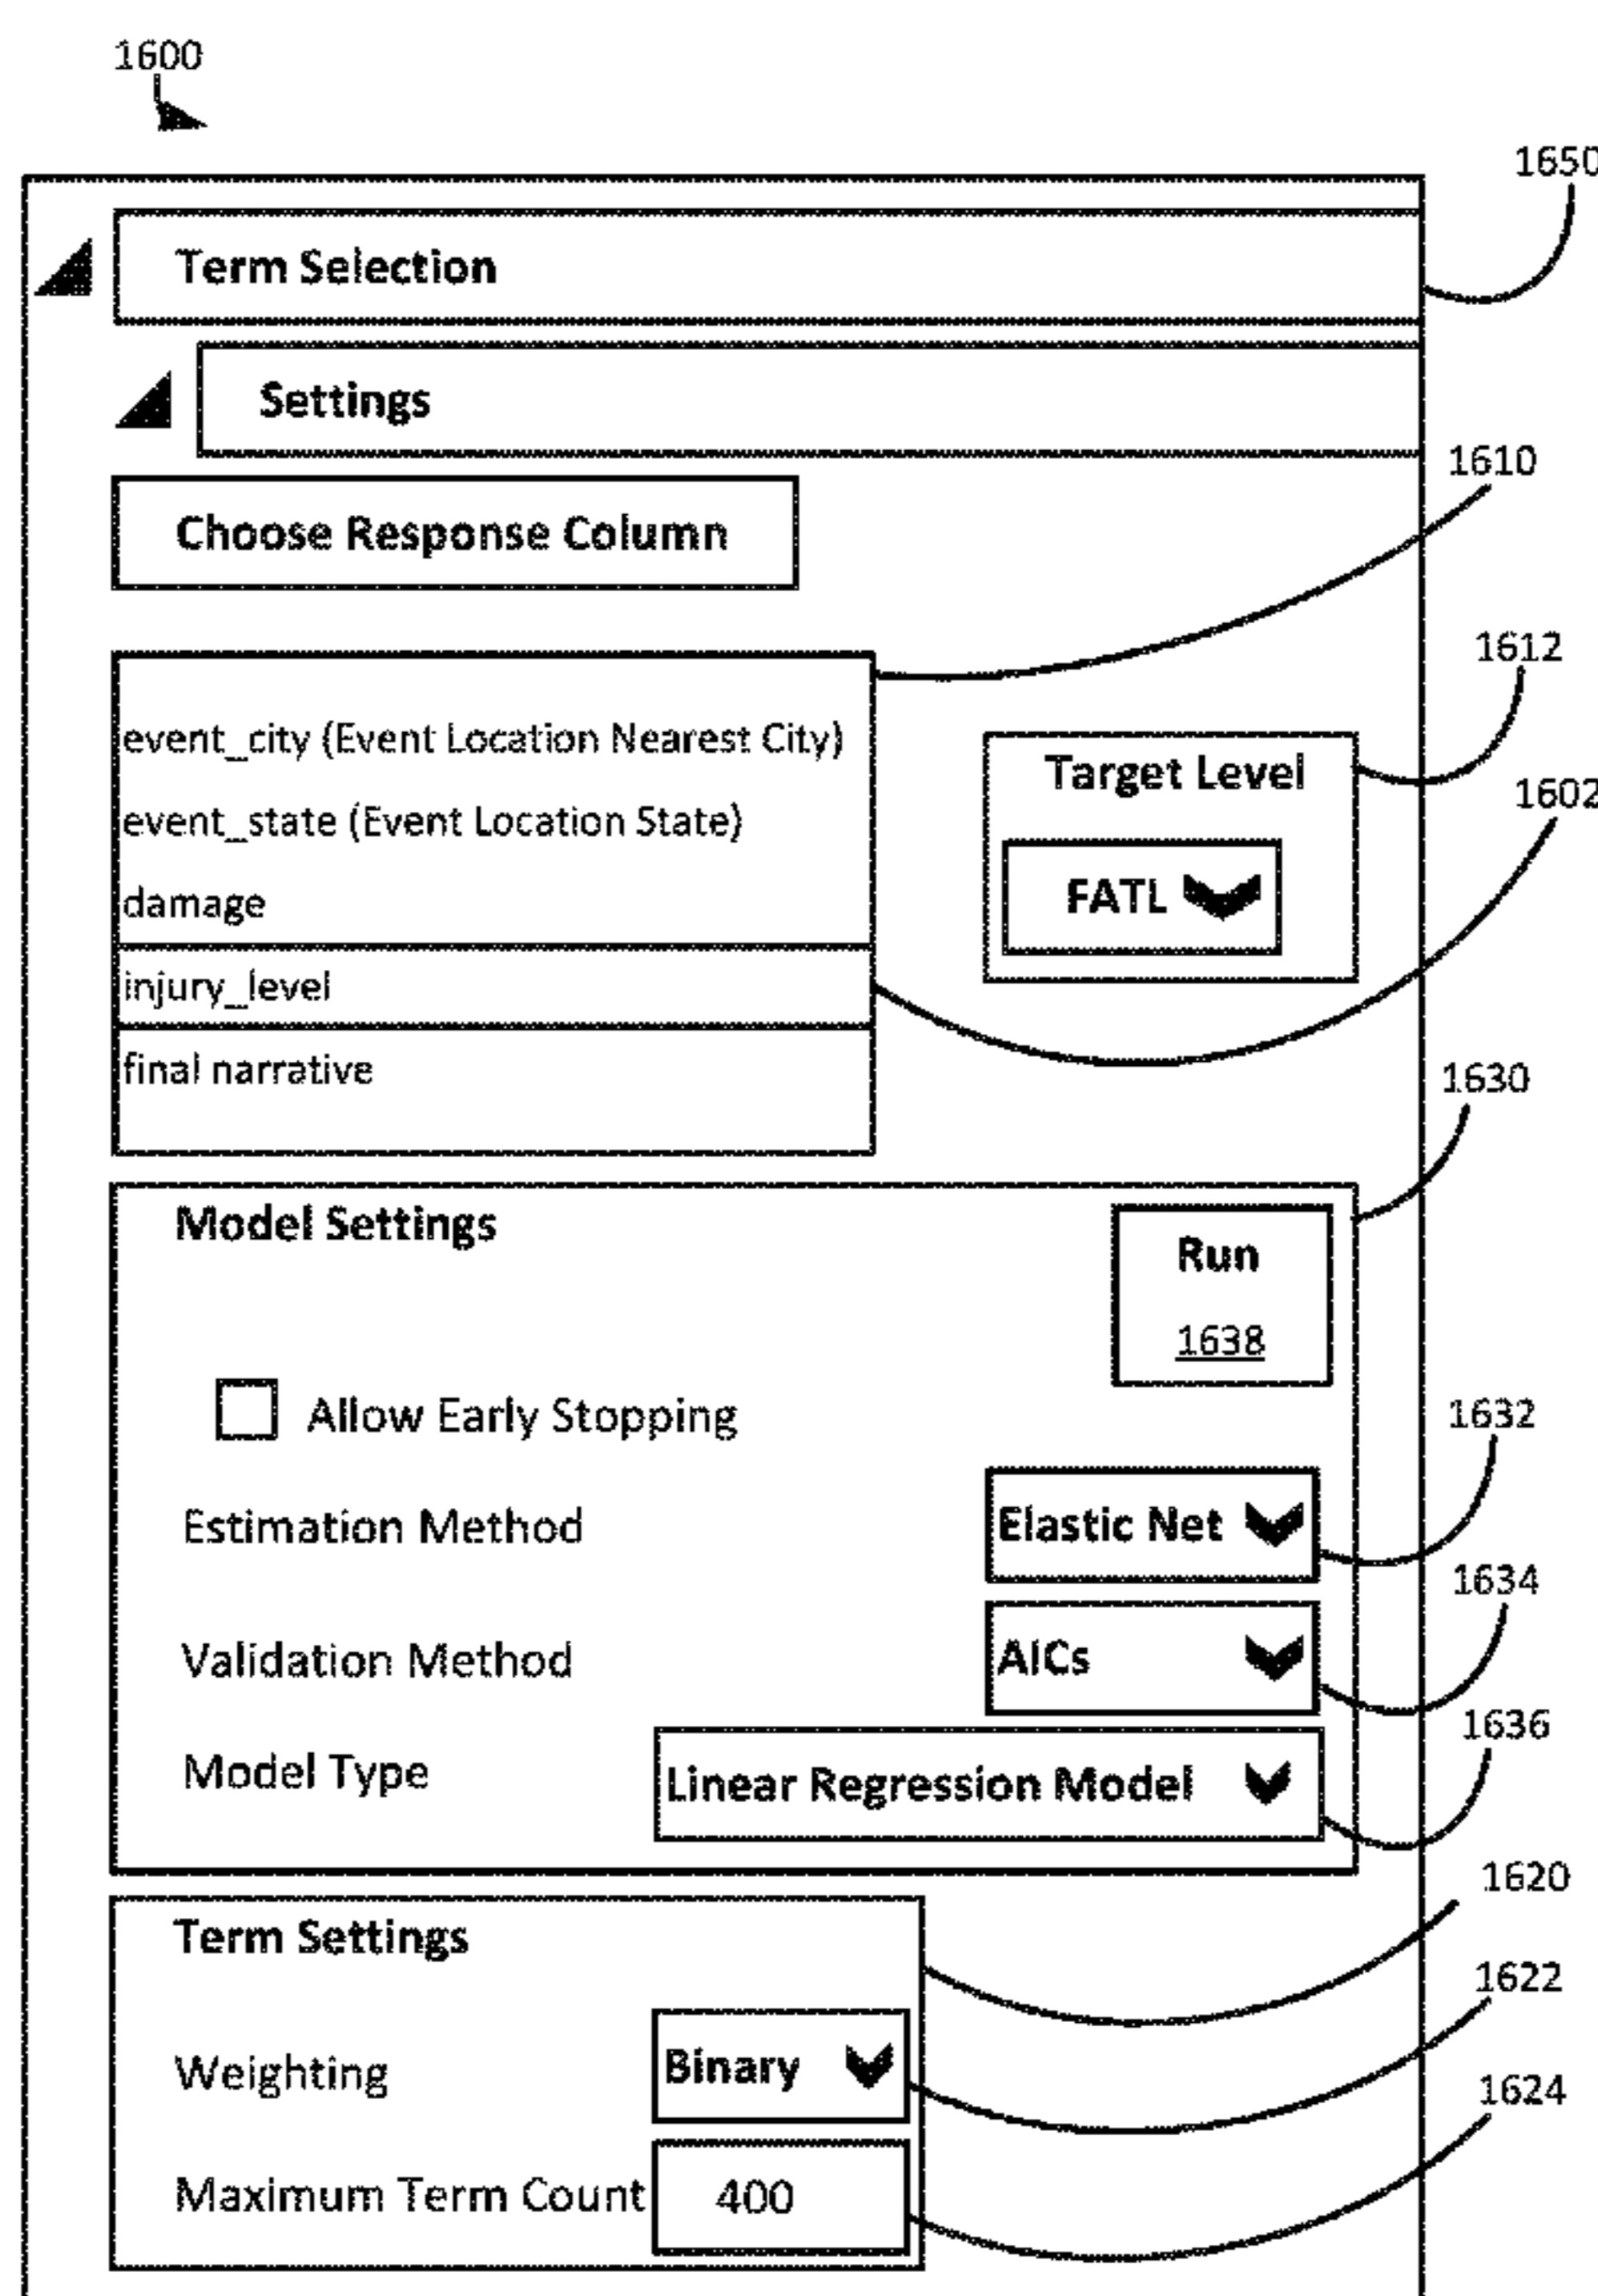 1600
1650
Term Selection
Settings
1610
Choose Response Column
1612
event_city (Event Location Nearest City)
Target Level
1602
event_state (Event Location State)
FATL
damage
injury_level
final narrative
1630
Model Settings
Run
1638
Allow Early Stopping
1632
Estimation Method
Elastic Net
1634
Validation Method
AICs
1636
Model Type
Linear Regression Model
1620
Term Settings
1622
Weighting
Binary
1624
Maximum Term Count
400